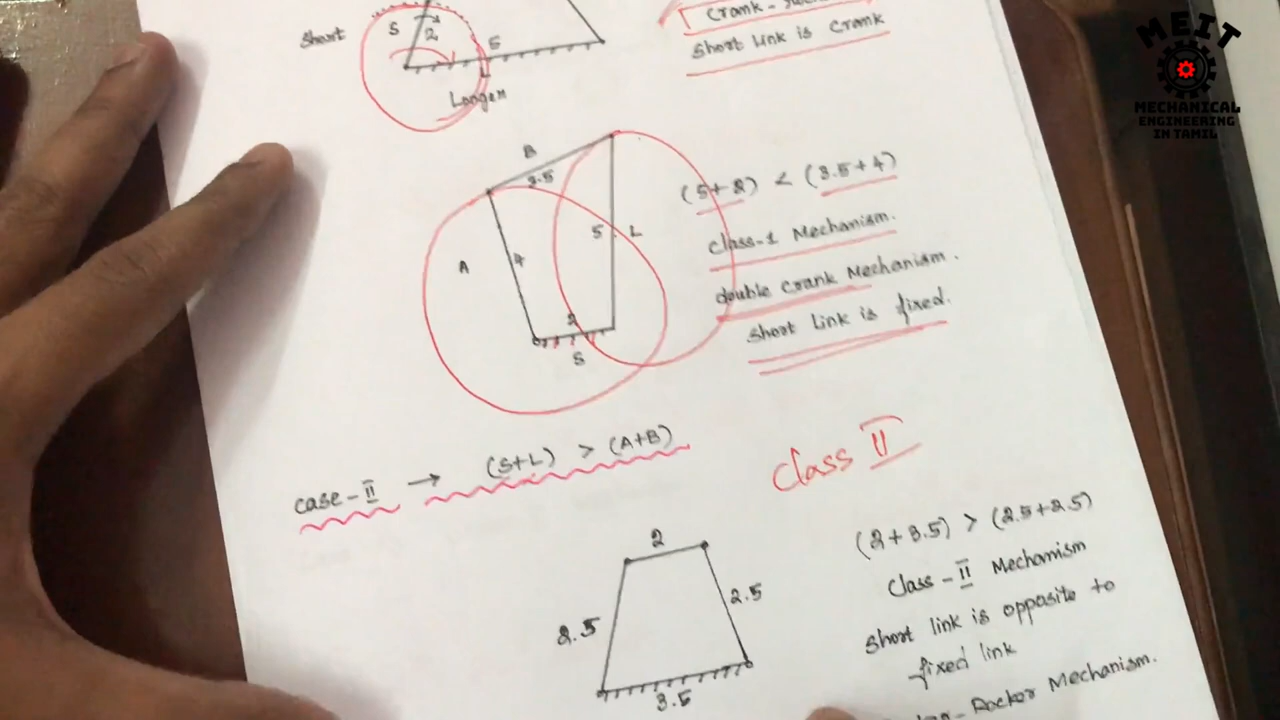 Crank-
Short link is Crank
Short
S
2
5
Longer
MEIT
MECHANICAL
ENGINEERING
IN TAMIL
B
3.5
A
4
5
L
2
S
(5+2) < (3.5+4)
class-1 Mechanism.
double crank Mechanism.
Short Link is fixed.
case-II → (S+L) > (A+B)
Class II
2
2.5
2.5
3.5
(2+3.5) > (2.5+2.5)
Class-II Mechanism
Short link is opposite to
fixed link
Rocker Mechanism.